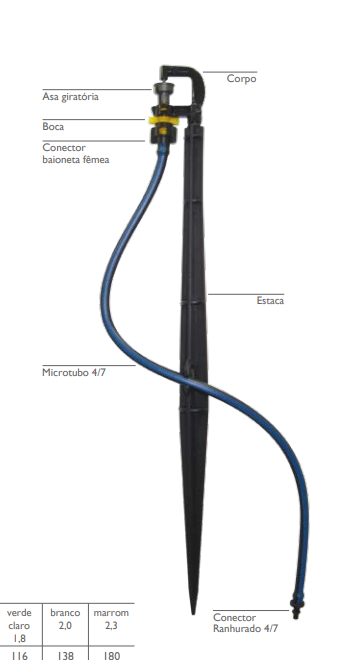 Corpo
Asa giratória
Boca
Conector
baioneta fêmea
Estaca
Microtubo 4/7
Conector
Ranhurado 4/7
verde branco marrom
claro 2,0 2,3
1,8
116 138 180